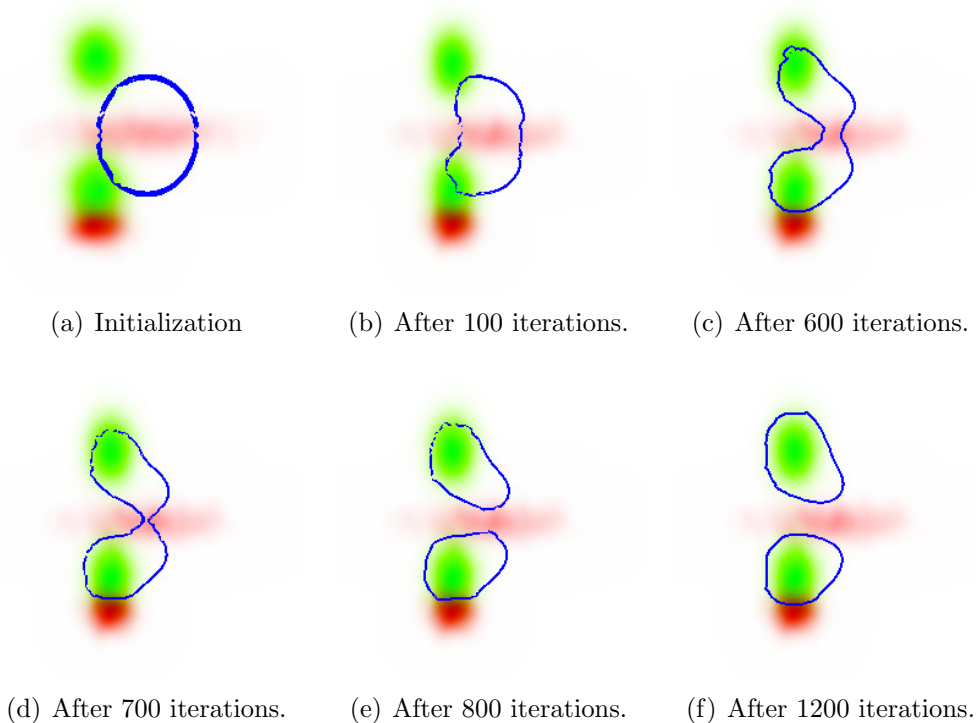 (a) Initialization
(b) After 100 iterations.
(c) After 600 iterations.
(d) After 700 iterations.
(e) After 800 iterations.
(f) After 1200 iterations.